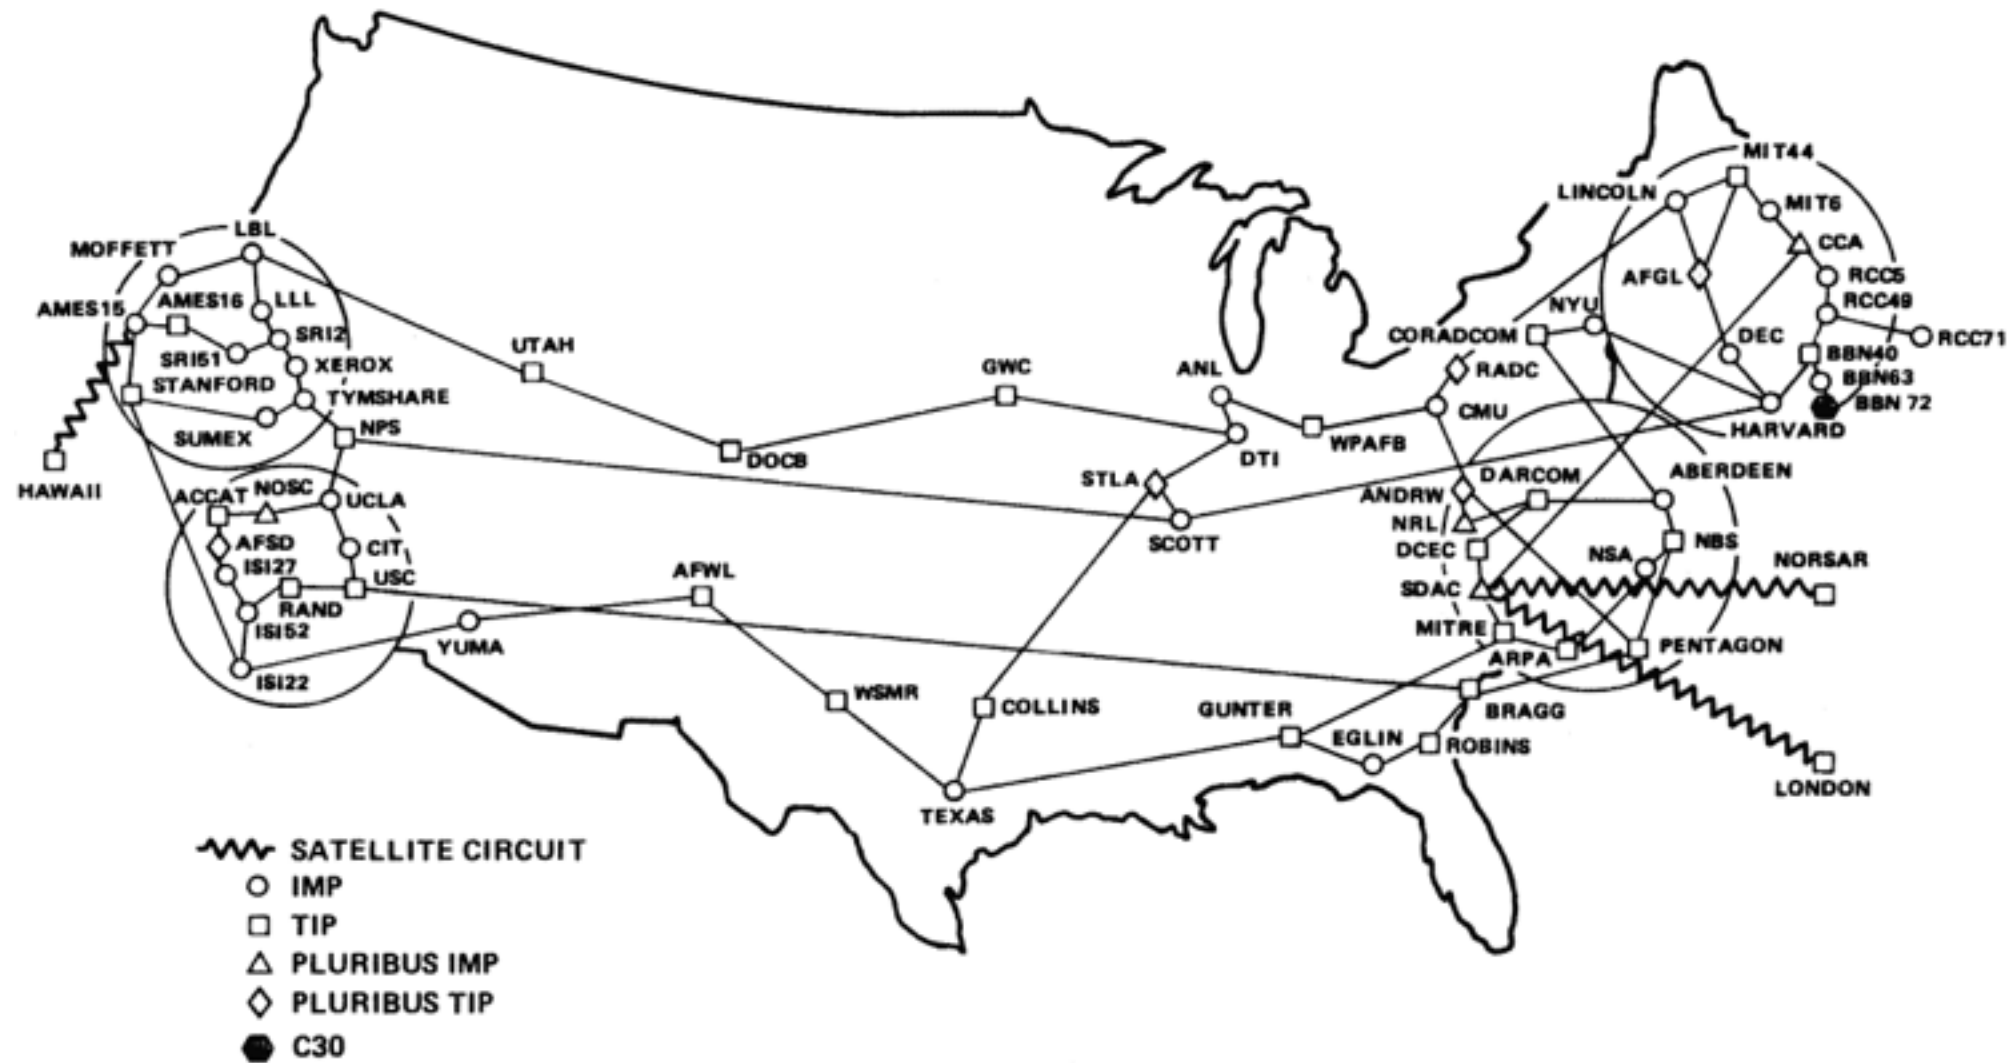 MIT44
LINCOLN
MIT6
LBL
MOFFETT
CCA
AFGL
RCC5
AMES16
LLL
RCC49
AMES15
NYU
SRI2
CORADCOM
DEC
RCC71
UTAH
SRI51
XEROX
BBN40
GWC
ANL
RADC
STANFORD
BBN63
TYMSHARE
BBN 72
CMU
SUMEX
NPS
HARVARD
WPAFB
DOCB
DTI
ABERDEEN
DARCOM
STLA
HAWAII
ACCAT
NOSC
ANDRW
UCLA
NRL
AFSD
SCOTT
NBS
CIT
DCEC
NSA
NORSAR
ISI27
AFWL
USC
SDAC
RAND
ISI52
MITRE
YUMA
PENTAGON
ARPA
ISI22
WSMR
COLLINS
GUNTER
BRAGG
EGLIN
ROBINS
LONDON
TEXAS
SATELLITE CIRCUIT
IMP
TIP
PLURIBUS IMP
PLURIBUS TIP
C30